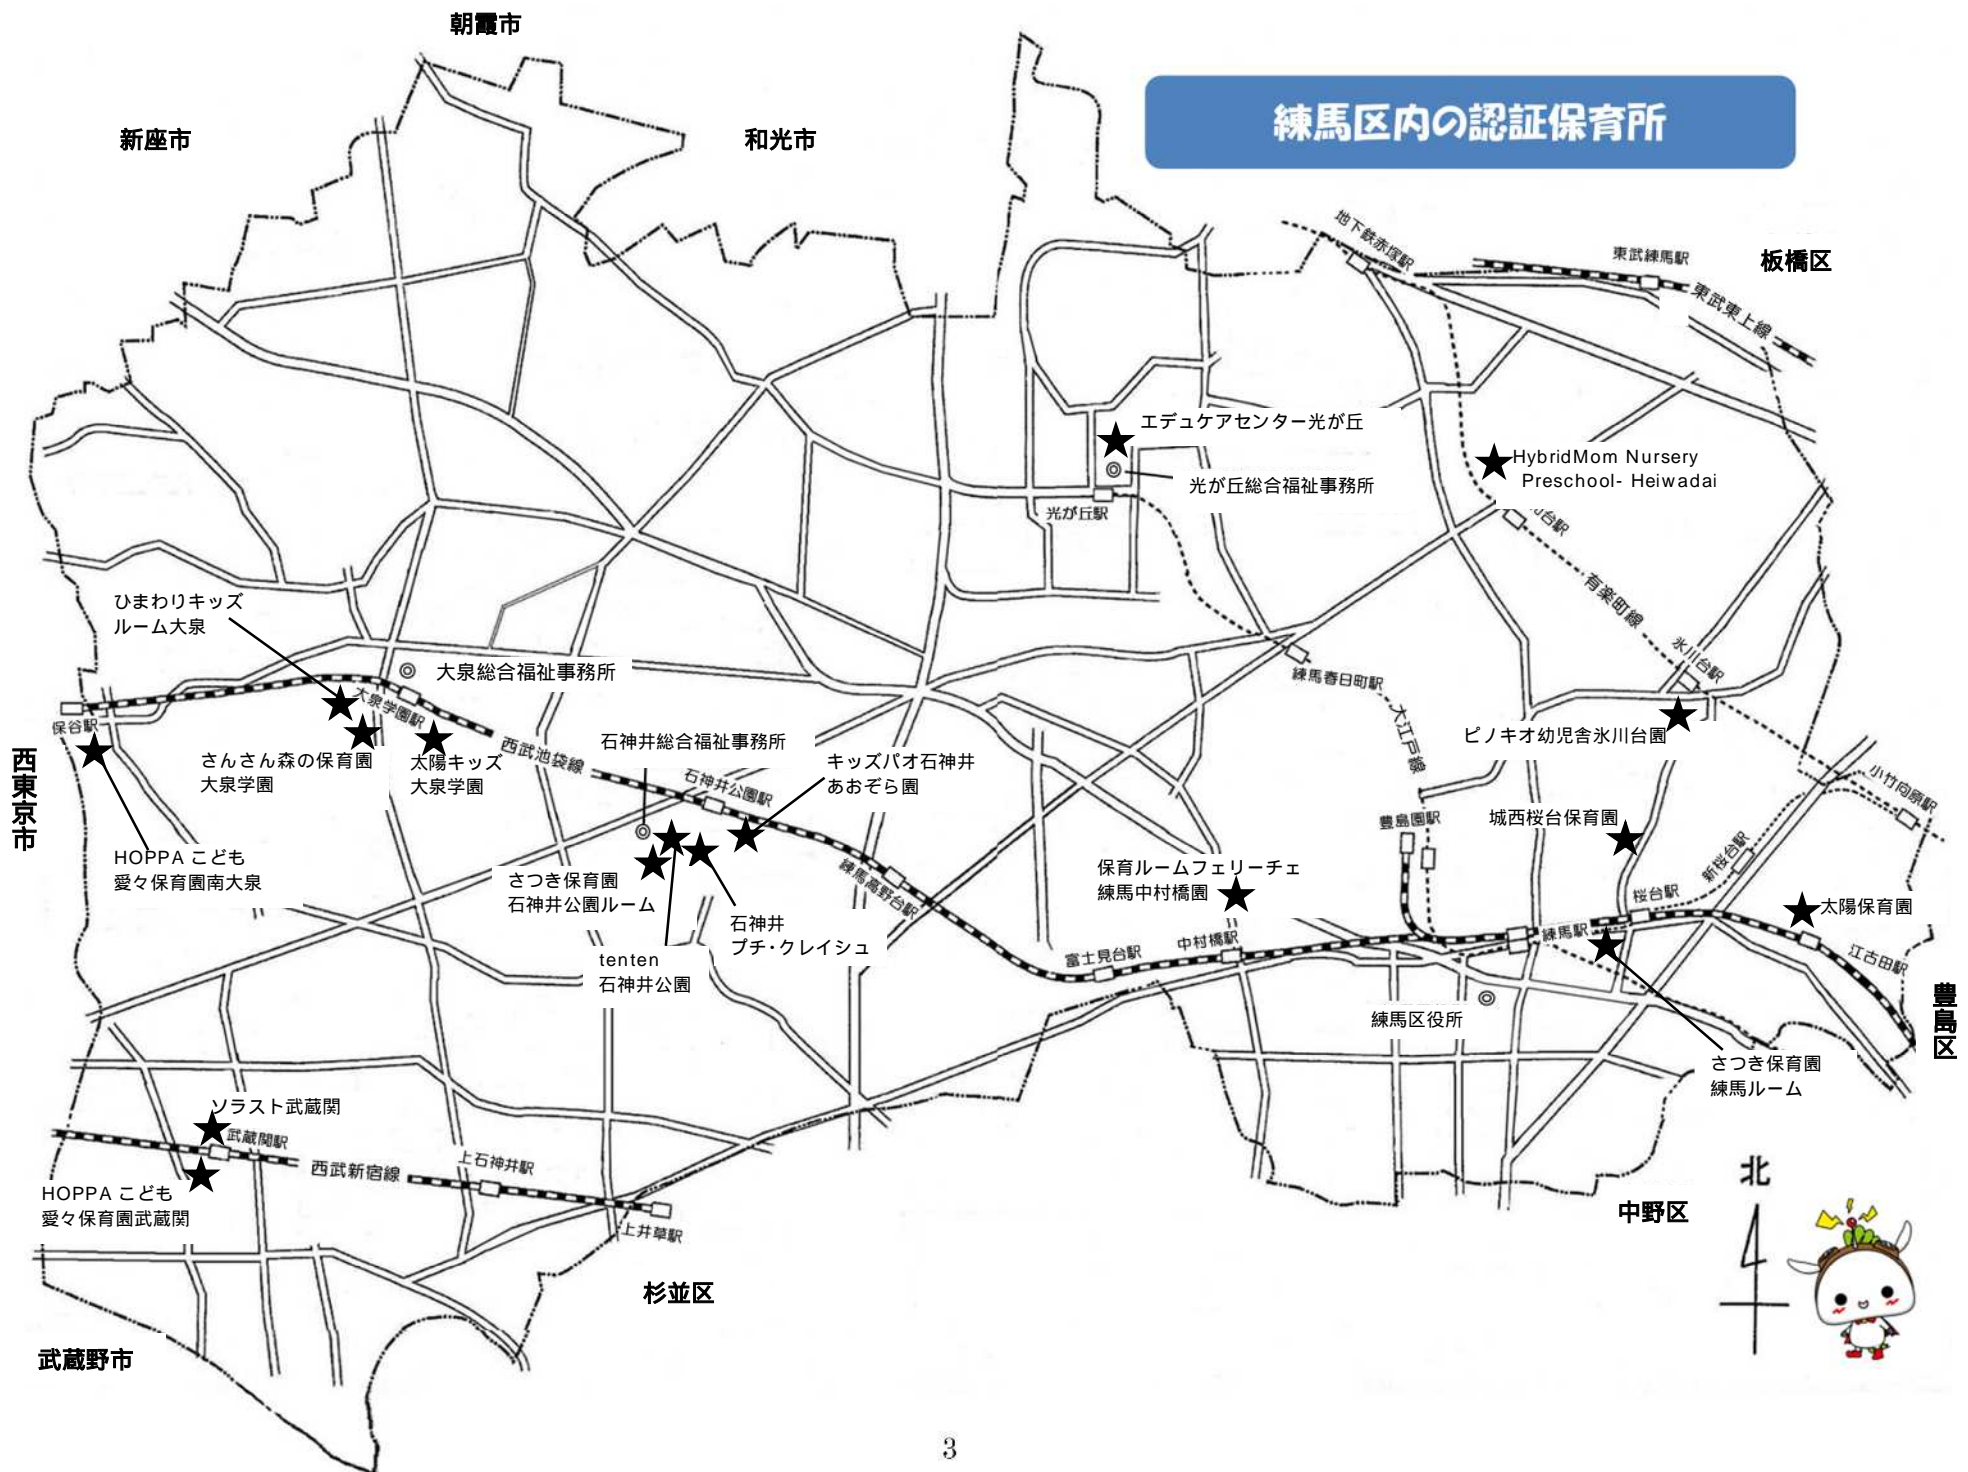 朝霞市
練馬区内の認証保育所
新座市
和光市
地下鉄赤塚駅
東武練馬駅
板橋区
東武東上線
エデュケアセンター光が丘
HybridMom Nursery
Preschool- Heiwadai
光が丘総合福祉事務所
光が丘駅
台駅
有楽町線
ひまわりキッズ
ルーム大泉
大泉総合福祉事務所
氷川台駅
練馬春日町駅
大江戸線
保谷駅
大泉学園駅
ピノキオ幼児舎氷川台園
さんさん森の保育園
大泉学園
太陽キッズ
大泉学園
西武池袋線
石神井総合福祉事務所
石神井公園駅
キッズパオ石神井
あおぞら園
西東京市
小竹向原駅
豊島園駅
城西桜台保育園
新桜台駅
HOPPA こども
愛々保育園南大泉
さつき保育園
石神井公園ルーム
練馬高野台駅
保育ルームフェリーチェ
練馬中村橋園
桜台駅
太陽保育園
石神井
プチ・クレイシュ
tenten
石神井公園
富士見台駅
中村橋駅
練馬駅
江古田駅
練馬区役所
豊島区
さつき保育園
練馬ルーム
ソラスト武蔵関
武蔵関駅
西武新宿線
上石神井駅
HOPPA こども
愛々保育園武蔵関
上井草駅
北
中野区
杉並区
武蔵野市
3